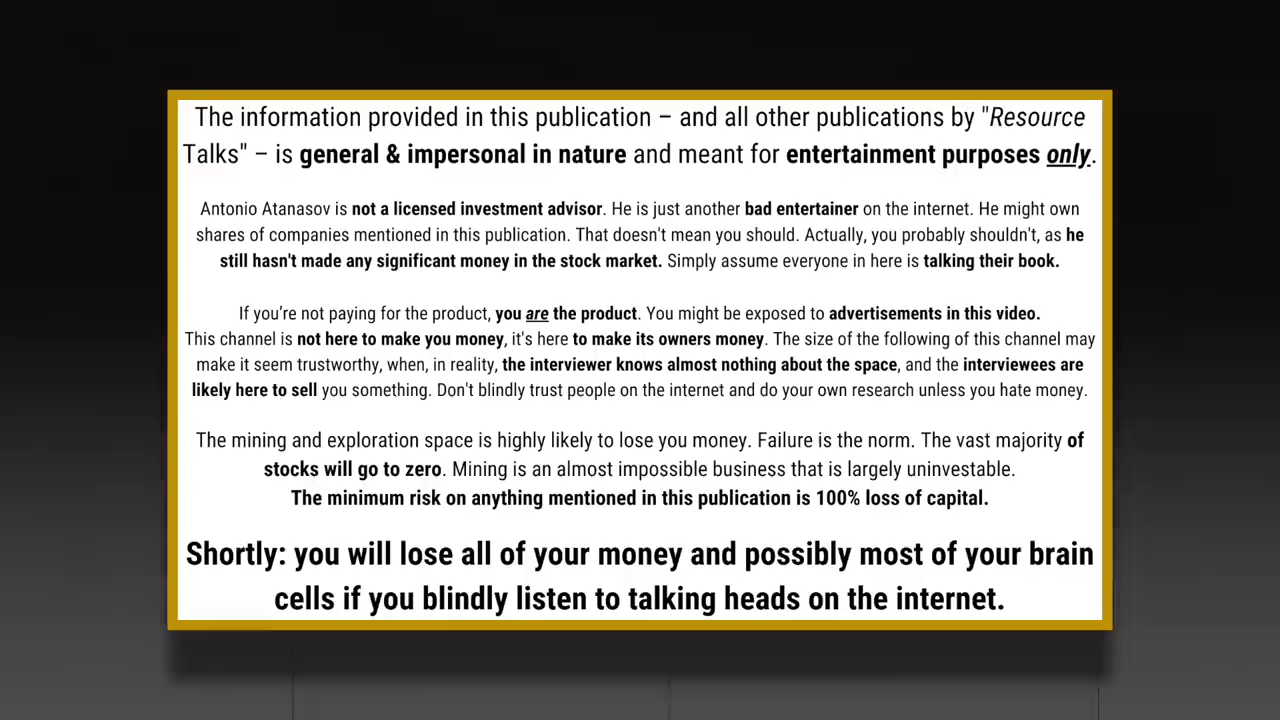 The information provided in this publication – and all other publications by "Resource
Talks" – is general & impersonal in nature and meant for entertainment purposes only.
Antonio Atanasov is not a licensed investment advisor. He is just another bad entertainer on the internet. He might own
shares of companies mentioned in this publication. That doesn't mean you should. Actually, you probably shouldn't, as he
still hasn't made any significant money in the stock market. Simply assume everyone in here is talking their book.
If you're not paying for the product, you are the product. You might be exposed to advertisements in this video.
This channel is not here to make you money, it's here to make its owners money. The size of the following of this channel may
make it seem trustworthy, when, in reality, the interviewer knows almost nothing about the space, and the interviewees are
likely here to sell you something. Don't blindly trust people on the internet and do your own research unless you hate money.
The mining and exploration space is highly likely to lose you money. Failure is the norm. The vast majority of
stocks will go to zero. Mining is an almost impossible business that is largely uninvestable.
The minimum risk on anything mentioned in this publication is 100% loss of capital.
Shortly: you will lose all of your money and possibly most of your brain
cells if you blindly listen to talking heads on the internet.